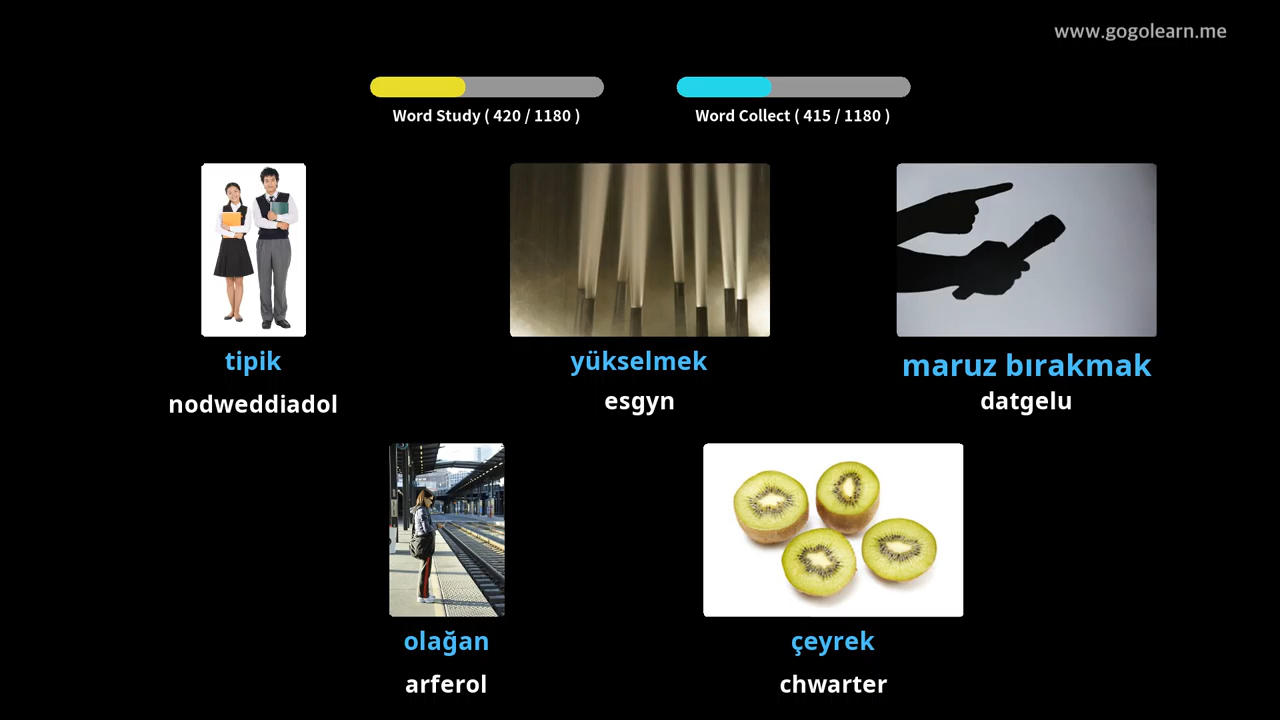 www.gogolearn.me
Word Study ( 420 / 1180 )
Word Collect ( 415 / 1180 )
tipik
nodweddiadol
yükselmek
esgyn
maruz bırakmak
datgelu
olağan
arferol
çeyrek
chwarter